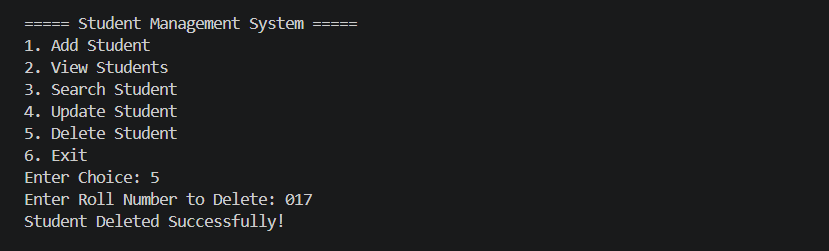 ===== Student Management System =====
1. Add Student
2. View Students
3. Search Student
4. Update Student
5. Delete Student
6. Exit
Enter Choice: 5
Enter Roll Number to Delete: 017
Student Deleted Successfully!